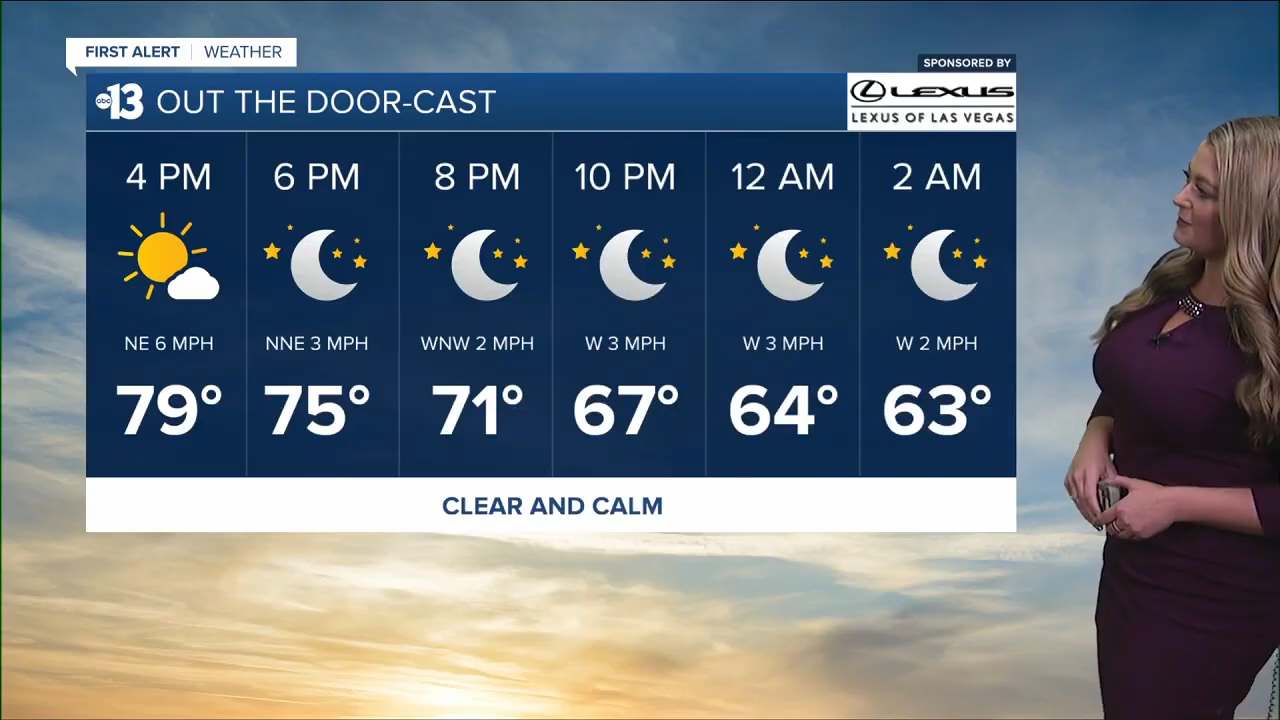 FIRST ALERT | WEATHER
SPONSORED BY
abc 13 OUT THE DOOR-CAST
LEXUS
LEXUS OF LAS VEGAS
4 PM 6 PM 8 PM 10 PM 12 AM 2 AM
NE 6 MPH NNE 3 MPH WNW 2 MPH W 3 MPH W 3 MPH W 2 MPH
79° 75° 71° 67° 64° 63°
CLEAR AND CALM